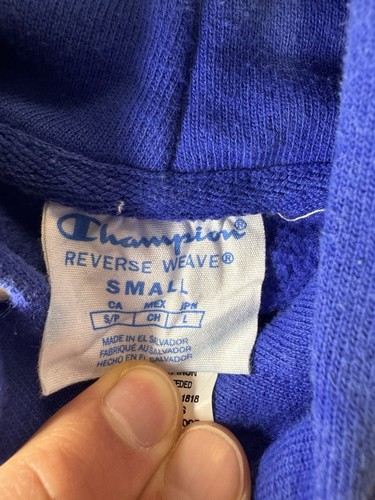 Champion®
REVERSE WEAVE®
SMALL
CA MEX JPN
S/P CH L
MADE IN EL SALVADOR
FABRIQUÉ AU SALVADOR
HECHO EN EL SALVADOR
1818